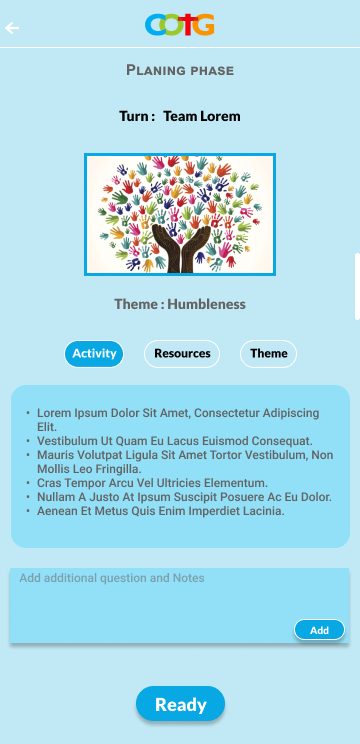 COTG
Planing phase
Turn : Team Lorem
Theme : Humbleness
Activity Resources Theme
• Lorem Ipsum Dolor Sit Amet, Consectetur Adipiscing
Elit.
• Vestibulum Ut Quam Eu Lacus Euismod Consequat.
• Mauris Volutpat Ligula Sit Amet Tortor Vestibulum, Non
Mollis Leo Fringilla.
• Cras Tempor Arcu Vel Ultricies Elementum.
• Nullam A Justo At Ipsum Suscipit Posuere Ac Eu Dolor.
• Aenean Et Metus Quis Enim Imperdiet Lacinia.
Add additional question and Notes
Add
Ready